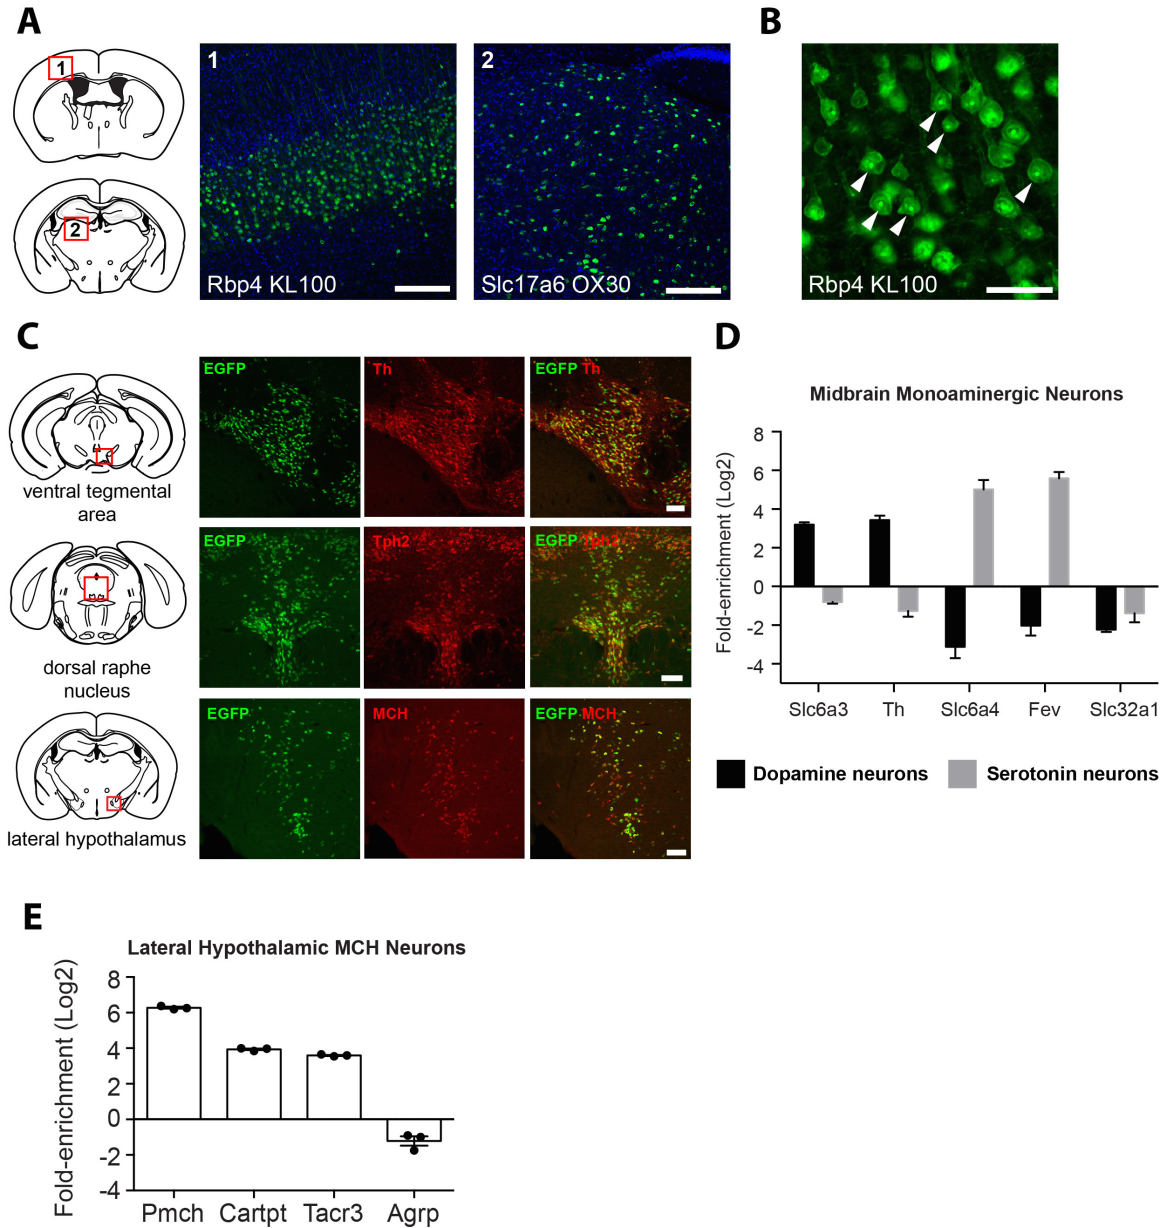 A
1
2
1
Rbp4 KL100
2
Slc17a6 OX30
B
Rbp4 KL100
C
ventral tegmental
area
dorsal raphe
nucleus
lateral hypothalamus
EGFP
Th
EGFP Th
EGFP
Tph2
EGFP Tph2
EGFP
MCH
EGFP MCH
D
Midbrain Monoaminergic Neurons
Fold-enrichment (Log2)
8
6
4
2
0
-2
-4
Slc6a3 Th Slc6a4 Fev Slc32a1
Dopamine neurons Serotonin neurons
E
Lateral Hypothalamic MCH Neurons
Fold-enrichment (Log2)
8
6
4
2
0
-2
-4
Pmch Cartpt Tacr3 Agrp